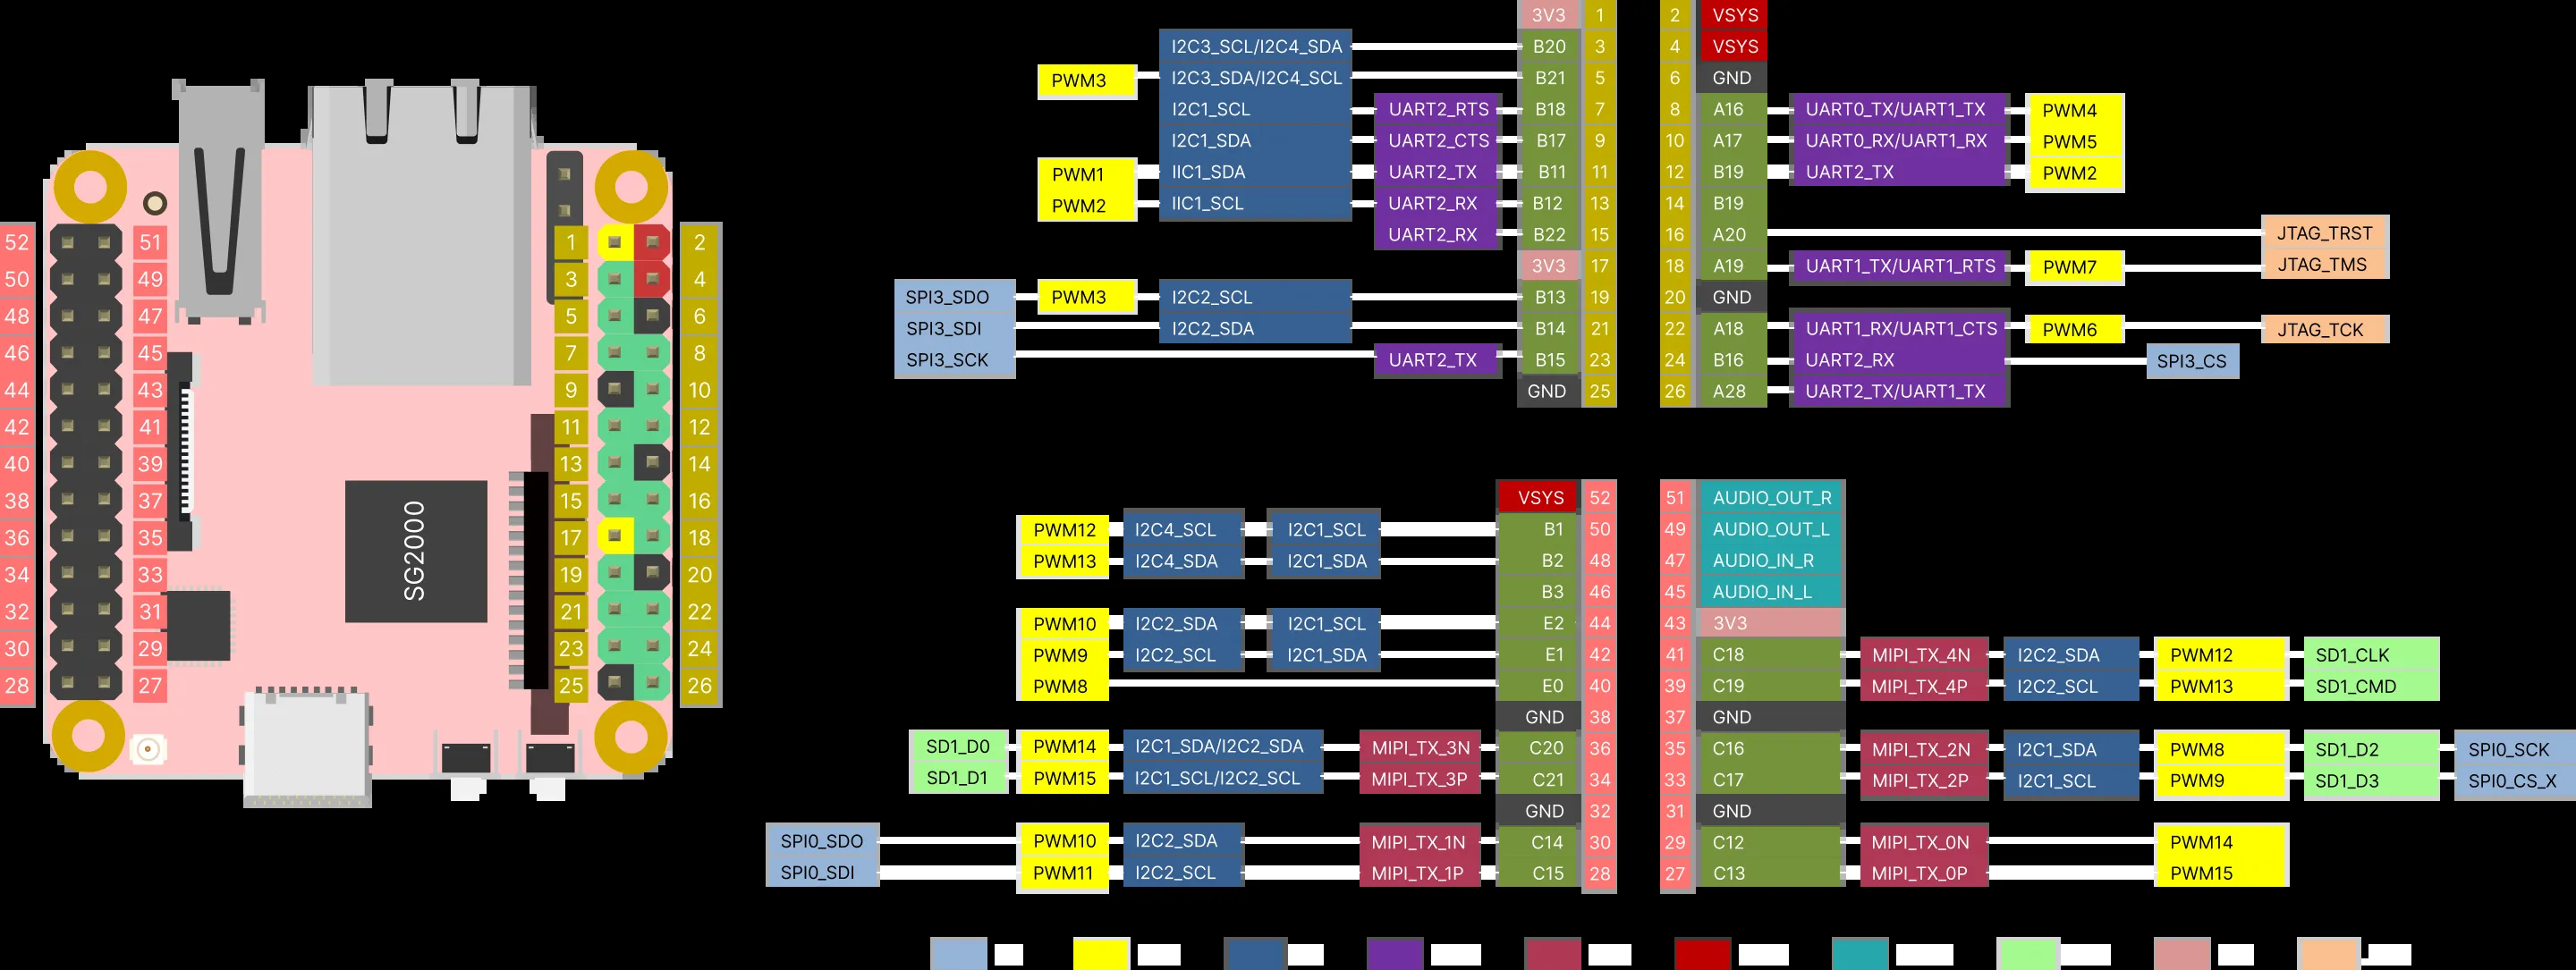 52 51 1 2
50 49 3 4
48 47 5 6
46 45 7 8
44 43 9 10
42 41 11 12
40 39 13 14
38 37 15 16
36 35 17 18
34 33 19 20
32 31 21 22
30 29 23 24
28 27 25 26
SG2000
3V3 1 2 VSYS
I2C3_SCL/I2C4_SDA B20 3 4 VSYS
PWM3 I2C3_SDA/I2C4_SCL B21 5 6 GND
I2C1_SCL UART2_RTS B18 7 8 A16 UART0_TX/UART1_TX PWM4
I2C1_SDA UART2_CTS B17 9 10 A17 UART0_RX/UART1_RX PWM5
PWM1 IIC1_SDA UART2_TX B11 11 12 B19 UART2_TX PWM2
PWM2 IIC1_SCL UART2_RX B12 13 14 B19
UART2_RX B22 15 16 A20 JTAG_TRST
3V3 17 18 A19 UART1_TX/UART1_RTS PWM7 JTAG_TMS
SPI3_SDO PWM3 I2C2_SCL B13 19 20 GND
SPI3_SDI I2C2_SDA B14 21 22 A18 UART1_RX/UART1_CTS PWM6 JTAG_TCK
SPI3_SCK UART2_TX B15 23 24 B16 UART2_RX SPI3_CS
GND 25 26 A28 UART2_TX/UART1_TX
VSYS 52 51 AUDIO_OUT_R
PWM12 I2C4_SCL I2C1_SCL B1 50 49 AUDIO_OUT_L
PWM13 I2C4_SDA I2C1_SDA B2 48 47 AUDIO_IN_R
B3 46 45 AUDIO_IN_L
PWM10 I2C2_SDA I2C1_SCL E2 44 43 3V3
PWM9 I2C2_SCL I2C1_SDA E1 42 41 C18 MIPI_TX_4N I2C2_SDA PWM12 SD1_CLK
PWM8 E0 40 39 C19 MIPI_TX_4P I2C2_SCL PWM13 SD1_CMD
GND 38 37 GND
SD1_D0 PWM14 I2C1_SDA/I2C2_SDA MIPI_TX_3N C20 36 35 C16 MIPI_TX_2N I2C1_SDA PWM8 SD1_D2 SPI0_SCK
SD1_D1 PWM15 I2C1_SCL/I2C2_SCL MIPI_TX_3P C21 34 33 C17 MIPI_TX_2P I2C1_SCL PWM9 SD1_D3 SPI0_CS_X
GND 32 31 GND
SPI0_SDO PWM10 I2C2_SDA MIPI_TX_1N C14 30 29 C12 MIPI_TX_0N PWM14
SPI0_SDI PWM11 I2C2_SCL MIPI_TX_1P C15 28 27 C13 MIPI_TX_0P PWM15